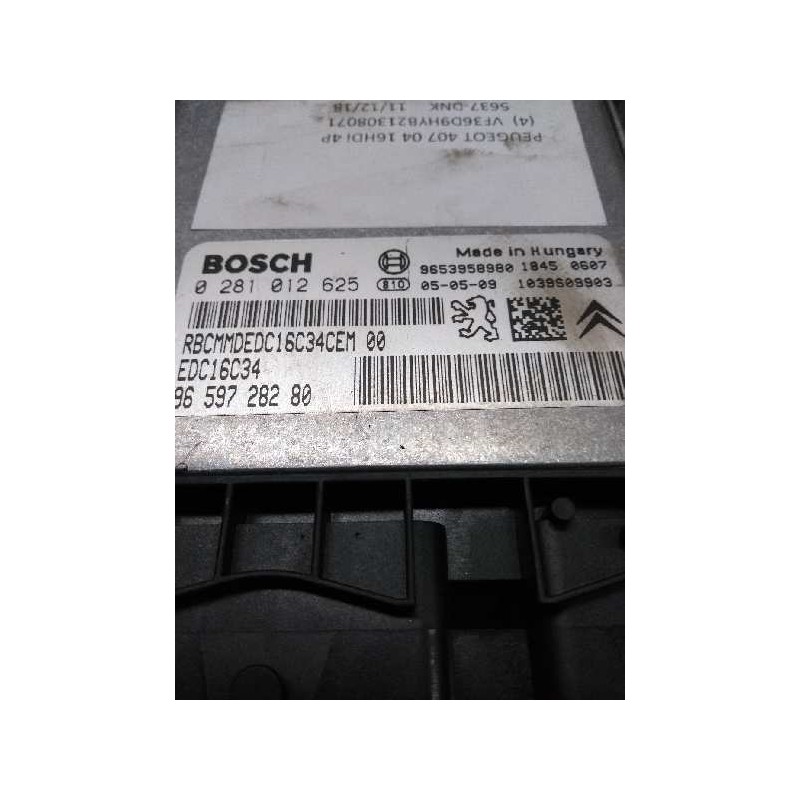 PEUGEOT 407 04 16HDI 4P
(4) VF36D9HYB21308071
5637-DNK 11/12/18
BOSCH
Made in Hungary
0 281 012 625
9653958980 1845 0607
810 05-05-09 1039S09903
RBCMMDEDC16C34CEM 00
EDC16C34
96 597 282 80